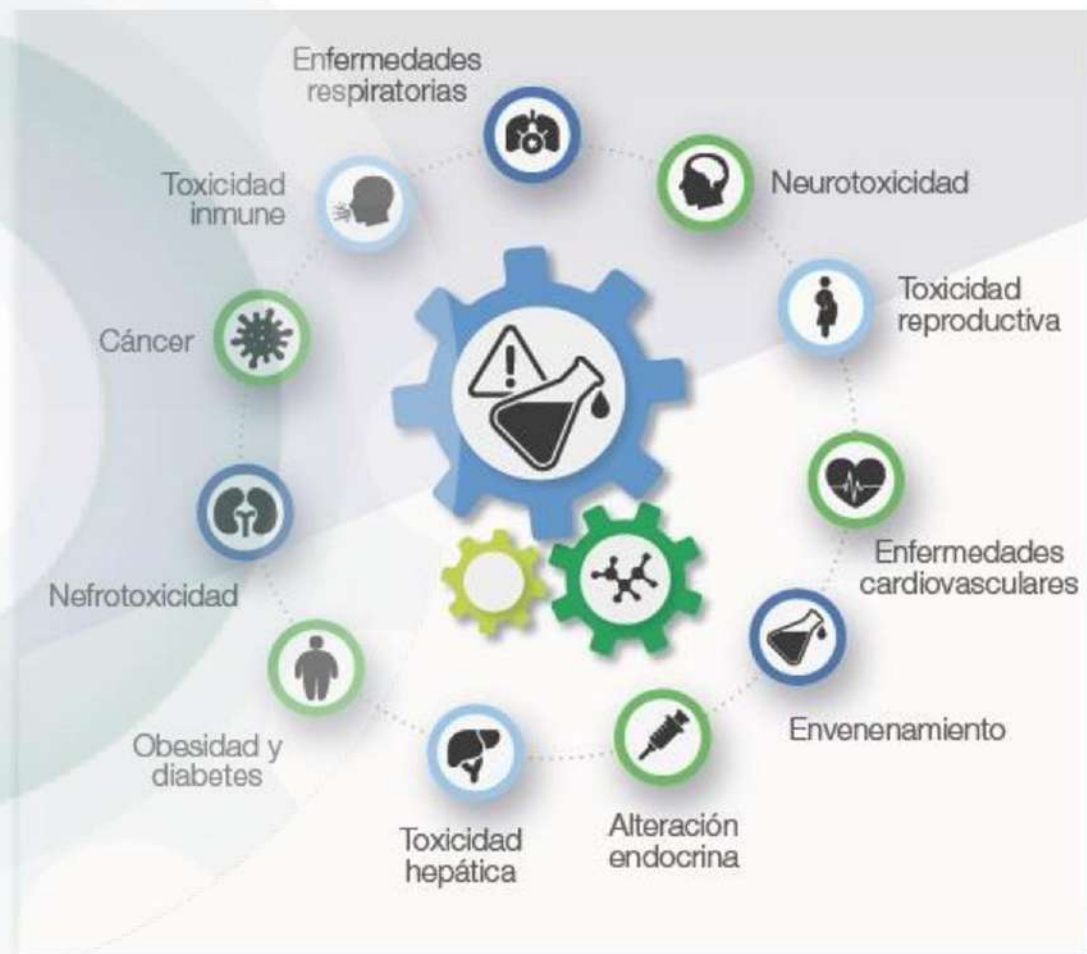 Enfermedades
respiratorias
Neurotoxicidad
Toxicidad
reproductiva
Enfermedades
cardiovasculares
Envenenamiento
Alteración
endocrina
Toxicidad
hepática
Obesidad y
diabetes
Nefrotoxicidad
Cáncer
Toxicidad
inmune